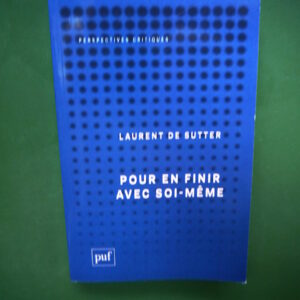 PERSPECTIVES CRITIQUES
LAURENT DE SUTTER
POUR EN FINIR
AVEC SOI-MÊME
puf